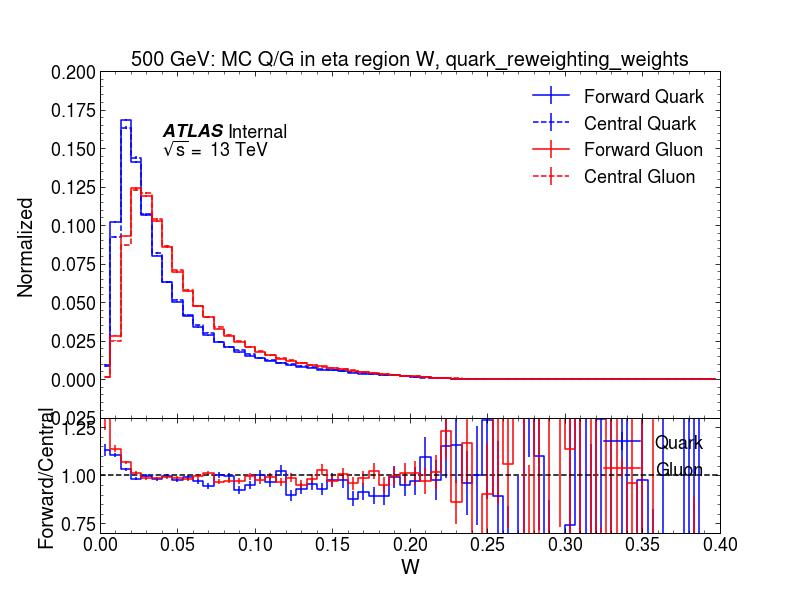 500 GeV: MC Q/G in eta region W, quark_reweighting_weights
0.200
0.175
0.150
0.125
0.100
0.075
0.050
0.025
0.000
0.025
Normalized
ATLAS Internal
√s = 13 TeV
Forward Quark
Central Quark
Forward Gluon
Central Gluon
1.25
1.00
0.75
Forward/Central
Quark
Gluon
0.00 0.05 0.10 0.15 0.20 0.25 0.30 0.35 0.40
W